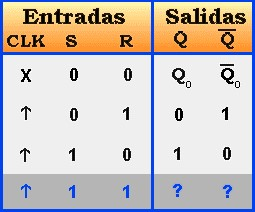 Entradas Salidas
CLK S R Q Q̅
X 0 0 Q₀ Q̅₀
↑ 0 1 0 1
↑ 1 0 1 0
↑ 1 1 ? ?